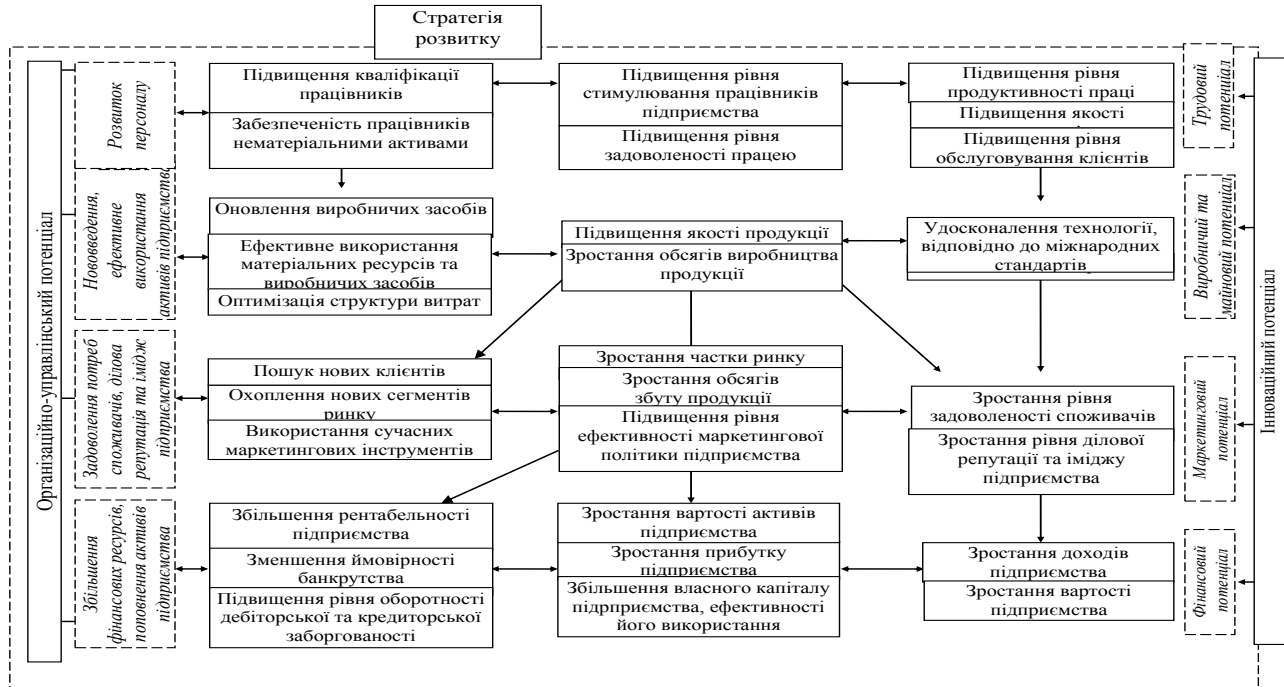 Стратегія
розвитку
Організаційно-управлінський потенціал
Розвиток
персоналу
Підвищення кваліфікації
працівників
Забезпеченість працівників
нематеріальними активами
Підвищення рівня
стимулювання працівників
підприємства
Підвищення рівня
задоволеності працею
Підвищення рівня
продуктивності праці
Підвищення якості
Підвищення рівня
обслуговування клієнтів
Трудовий
потенціал
Інноваційний потенціал
Нововведення,
ефективне
використання
активів підприємства
Оновлення виробничих засобів
Ефективне використання
матеріальних ресурсів та
виробничих засобів
Оптимізація структури витрат
Підвищення якості продукції
Зростання обсягів виробництва
продукції
Удосконалення технології,
відповідно до міжнародних
стандартів
Виробничий та
майновий потенціал
Задоволення потреб
споживачів, ділова
репутація та імідж
підприємства
Пошук нових клієнтів
Охоплення нових сегментів
ринку
Використання сучасних
маркетингових інструментів
Зростання частки ринку
Зростання обсягів
збуту продукції
Підвищення рівня
ефективності маркетингової
політики підприємства
Зростання рівня
задоволеності споживачів
Зростання рівня ділової
репутації та іміджу
підприємства
Маркетинговий
потенціал
Збільшення
фінансових ресурсів,
поповнення активів
підприємства
Збільшення рентабельності
підприємства
Зменшення ймовірності
банкрутства
Підвищення рівня оборотності
дебіторської та кредиторської
заборгованості
Зростання вартості активів
підприємства
Зростання прибутку
підприємства
Збільшення власного капіталу
підрприємства, ефективності
його використання
Зростання доходів
підприємства
Зростання вартості
підприємства
Фінансовий
потенціал